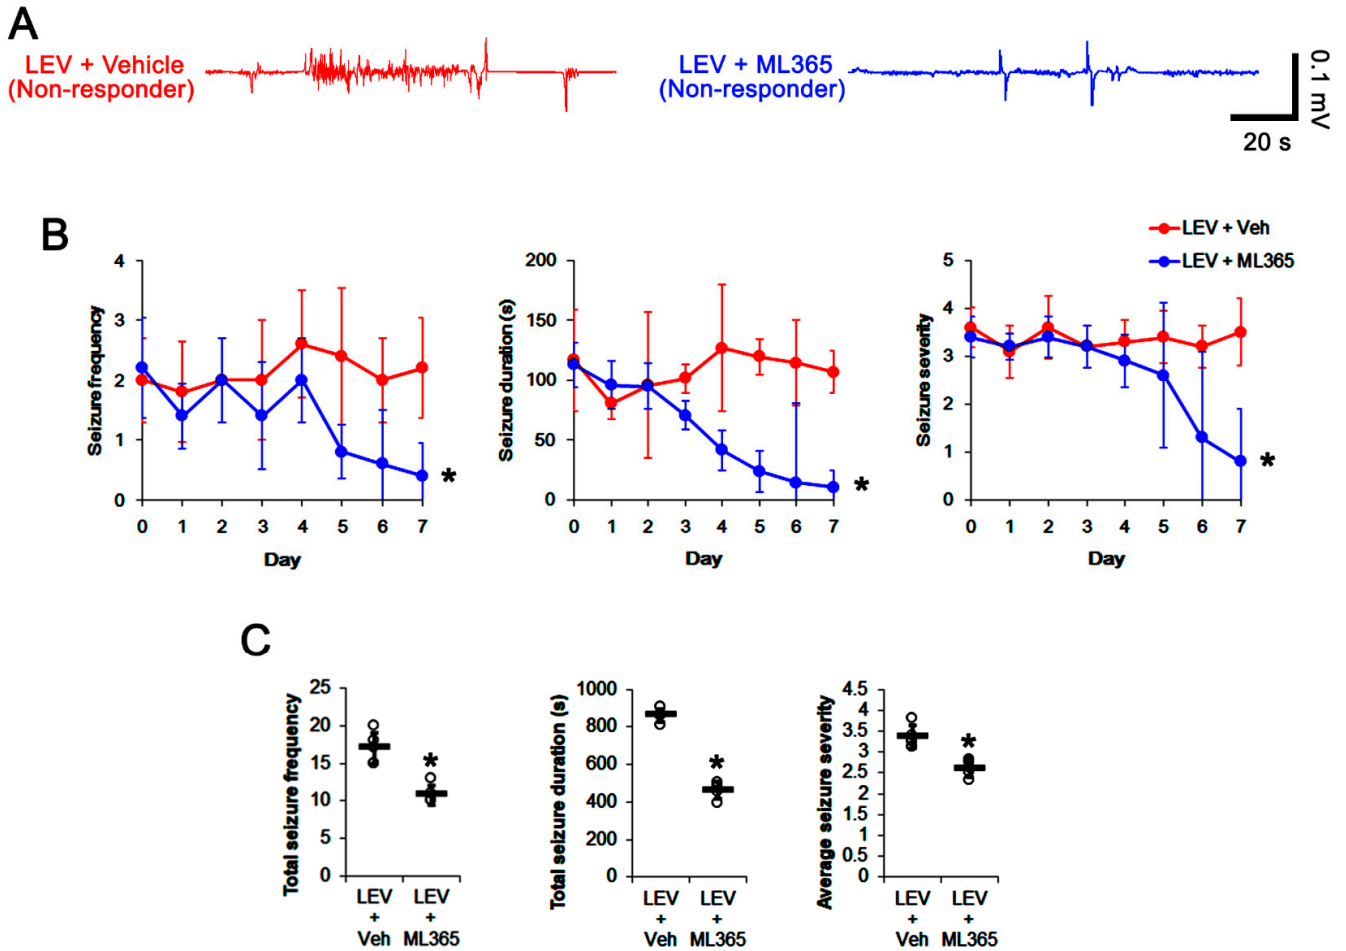 A
LEV + Vehicle
(Non-responder)
LEV + ML365
(Non-responder)
0.1 mV
20 s
B
LEV + Veh
LEV + ML365
Seizure frequency
4
3
2
1
0
0 1 2 3 4 5 6 7
Day
Seizure duration (s)
200
150
100
50
0
0 1 2 3 4 5 6 7
Day
Seizure severity
5
4
3
2
1
0
0 1 2 3 4 5 6 7
Day
*
*
*
C
Total seizure frequency
25
20
15
10
5
0
*
LEV
+
Veh
LEV
+
ML365
Total seizure duration (s)
1000
800
600
400
200
0
*
LEV
+
Veh
LEV
+
ML365
Average seizure severity
4.5
4
3.5
3
2.5
2
1.5
1
0.5
0
*
LEV
+
Veh
LEV
+
ML365